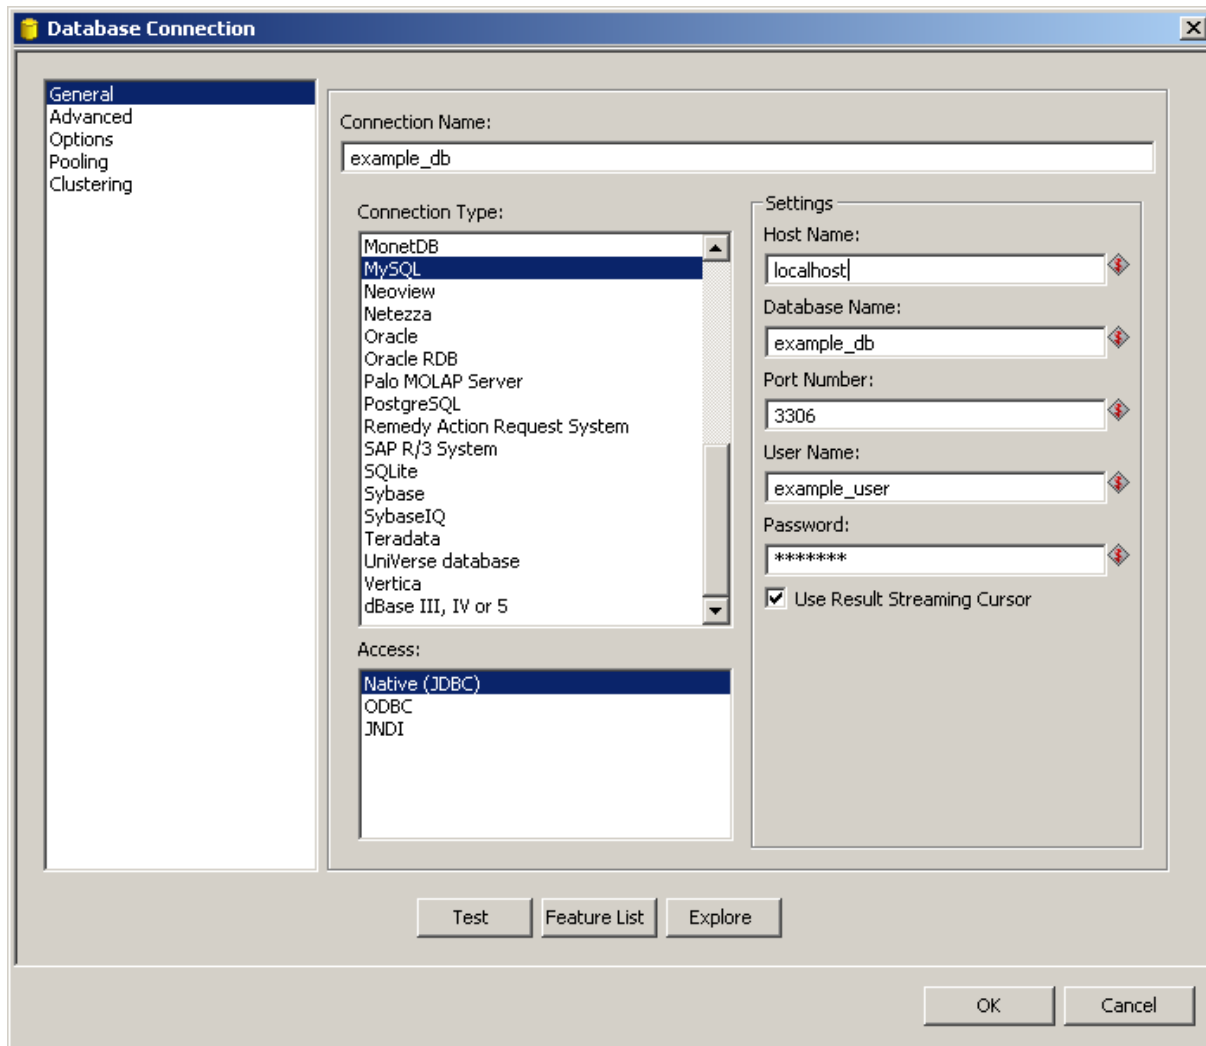 Database Connection
General
Advanced
Options
Pooling
Clustering
Connection Name:
example_db
Connection Type:
MonetDB
MySQL
Neoview
Netezza
Oracle
Oracle RDB
Palo MOLAP Server
PostgreSQL
Remedy Action Request System
SAP R/3 System
SQLite
Sybase
SybaseIQ
Teradata
UniVerse database
Vertica
dBase III, IV or 5
Access:
Native (JDBC)
ODBC
JNDI
Settings
Host Name:
localhost
Database Name:
example_db
Port Number:
3306
User Name:
example_user
Password:
*******
Use Result Streaming Cursor
Test
Feature List
Explore
OK
Cancel